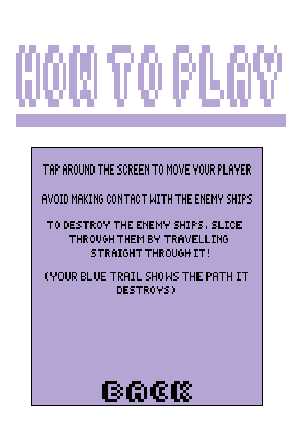 HOW TO PLAY
TAP AROUND THE SCREEN TO MOVE YOUR PLAYER
AVOID MAKING CONTACT WITH THE ENEMY SHIPS
TO DESTROY THE ENEMY SHIPS, SLICE
THROUGH THEM BY TRAVELLING
STRAIGHT THROUGH IT!
(YOUR BLUE TRAIL SHOWS THE PATH IT
DESTROYS)
BACK